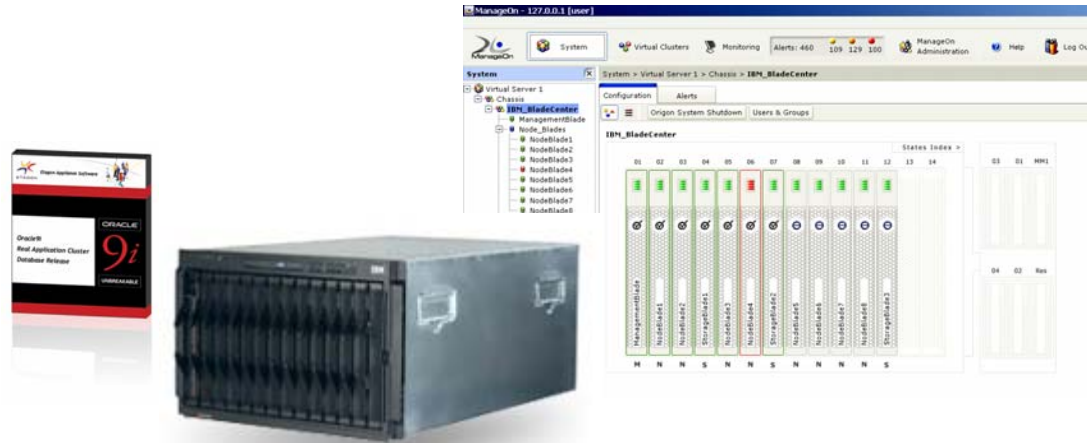 ManageOn - 127.0.0.1 [user]
ManageOn
System
Virtual Clusters
Monitoring
Alerts: 460
109 129 100
ManageOn Administration
Help
Log Ou
System
System > Virtual Server 1 > Chassis > IBM_BladeCenter
Virtual Server 1
Chassis
IBM_BladeCenter
ManagementBlade
Node_Blades
NodeBlade1
NodeBlade2
NodeBlade3
NodeBlade4
NodeBlade5
NodeBlade6
NodeBlade7
NodeBlade8
Configuration
Alerts
Origon System Shutdown
Users & Groups
IBM_BladeCenter
States Index >
01 02 03 04 05 06 07 08 09 10 11 12 13 14
03 01 MM1
ManagementBlade
NodeBlade1
NodeBlade2
StorageBlade1
NodeBlade3
NodeBlade4
StorageBlade2
NodeBlade5
NodeBlade6
NodeBlade7
NodeBlade8
StorageBlade3
04 02 Res
M N N S N N S N N N N S
ORACLE
9i
UNBREAKABLE
Oracle®
Real Application Cluster
Database Release
IBM